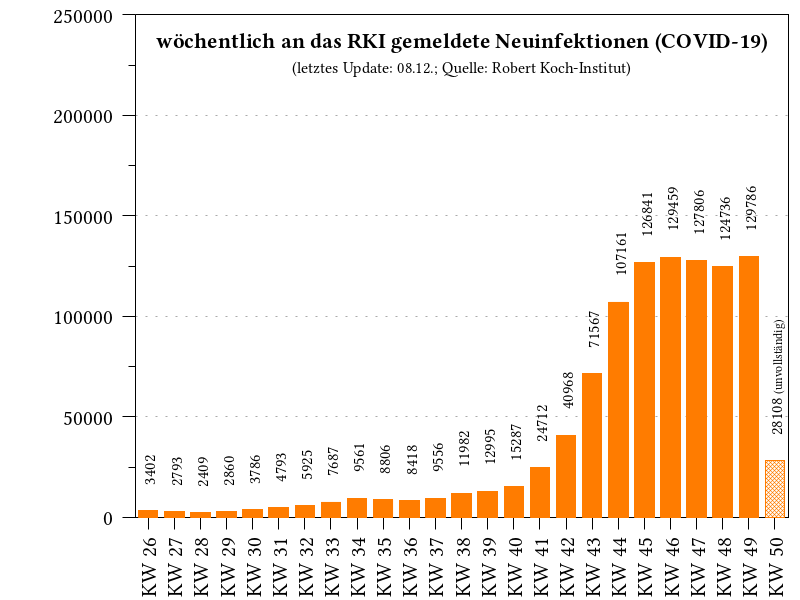 wöchentlich an das RKI gemeldete Neuinfektionen (COVID-19)
(letztes Update: 08.12.; Quelle: Robert Koch-Institut)
250000
200000
150000
100000
50000
0
3402
2793
2409
2860
3786
4793
5925
7687
9561
8806
8418
9556
11982
12995
15287
24712
40968
71567
107161
126841
129459
127806
124736
129786
28108 (unvollständig)
KW 26
KW 27
KW 28
KW 29
KW 30
KW 31
KW 32
KW 33
KW 34
KW 35
KW 36
KW 37
KW 38
KW 39
KW 40
KW 41
KW 42
KW 43
KW 44
KW 45
KW 46
KW 47
KW 48
KW 49
KW 50